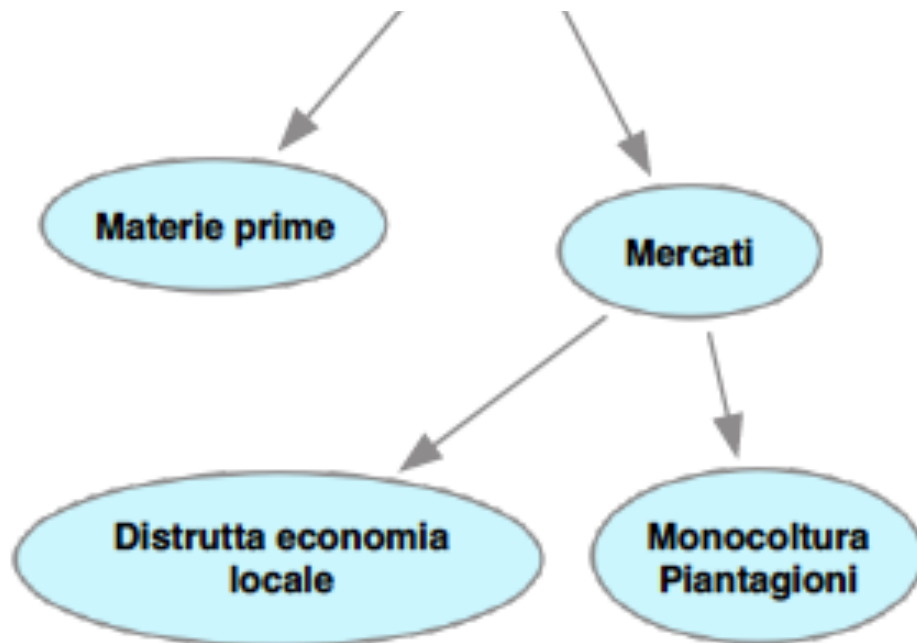 Materie prime
Mercati
Distrutta economia
locale
Monocoltura
Piantagioni